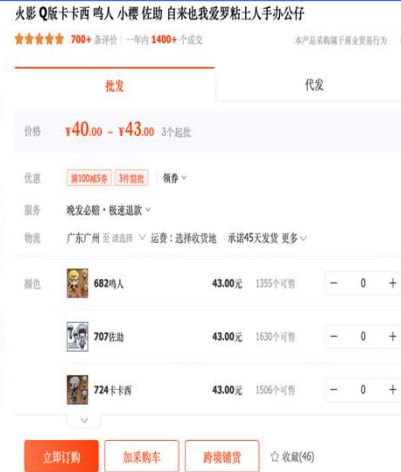 火影 Q版卡卡西 鸣人 小樱 佐助 自来也我爱罗粘土人手办公仔
700+ 条评价 一年内 1400+ 个成交 本产品采购属于商业贸易行为
批发 代发
价格 ¥40.00 ~ ¥43.00 3个起批
优惠 满100减5券 3件混批 领券
服务 晚发必赔·极速退款
物流 广东广州 至 请选择 运费:选择收货地 承诺45天发货 更多
颜色 682鸣人 43.00元 1355个可售 − 0 +
707佐助 43.00元 1630个可售 − 0 +
724卡卡西 43.00元 1506个可售 − 0 +
立即订购 加采购车 跨境铺货 ☆ 收藏(46)